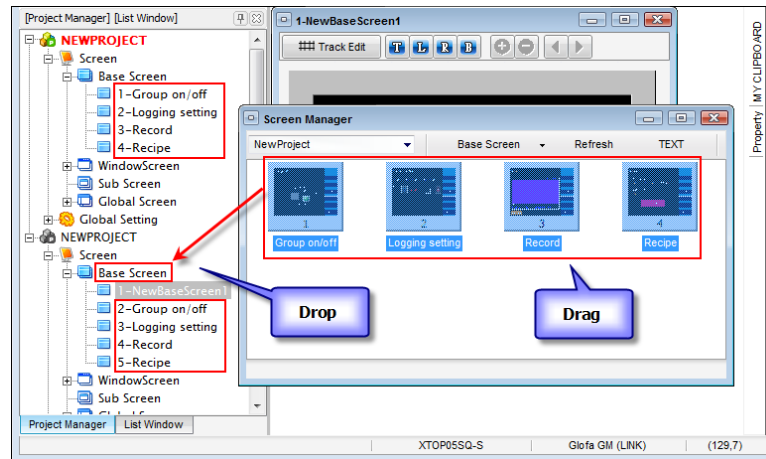 [Project Manager] [List Window]
NEWPROJECT
Screen
Base Screen
1-Group on/off
2-Logging setting
3-Record
4-Recipe
WindowScreen
Sub Screen
Global Screen
Global Setting
NEWPROJECT
Screen
Base Screen
1-NewBaseScreen1
2-Group on/off
3-Logging setting
4-Record
5-Recipe
WindowScreen
Sub Screen
Project Manager
List Window
1-NewBaseScreen1
Track Edit
T L R B
Screen Manager
NewProject
Base Screen
Refresh
TEXT
1
2
3
4
Group on/off
Logging setting
Record
Recipe
Drop
Drag
MY CLIPBOARD
Property
XTOP05SQ-S
Glofa GM (LINK)
(129,7)